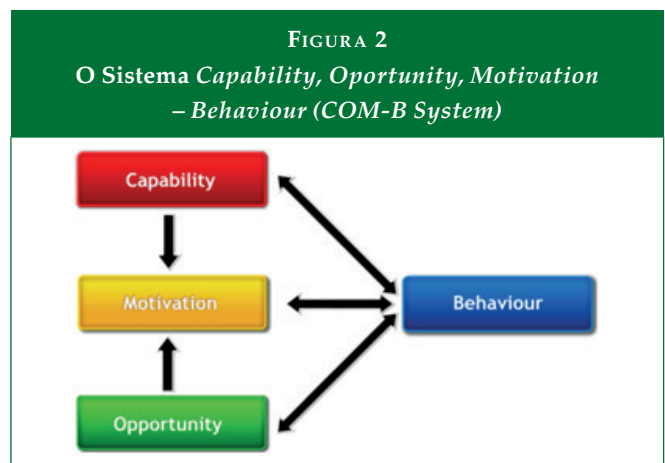 FIGURA 2
O Sistema Capability, Oportunity, Motivation
– Behaviour (COM-B System)
Capability
Motivation
Behaviour
Opportunity